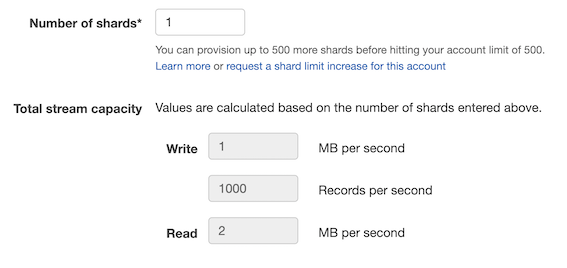 Number of shards* 1
You can provision up to 500 more shards before hitting your account limit of 500.
Learn more or request a shard limit increase for this account
Total stream capacity Values are calculated based on the number of shards entered above.
Write 1 MB per second
1000 Records per second
Read 2 MB per second